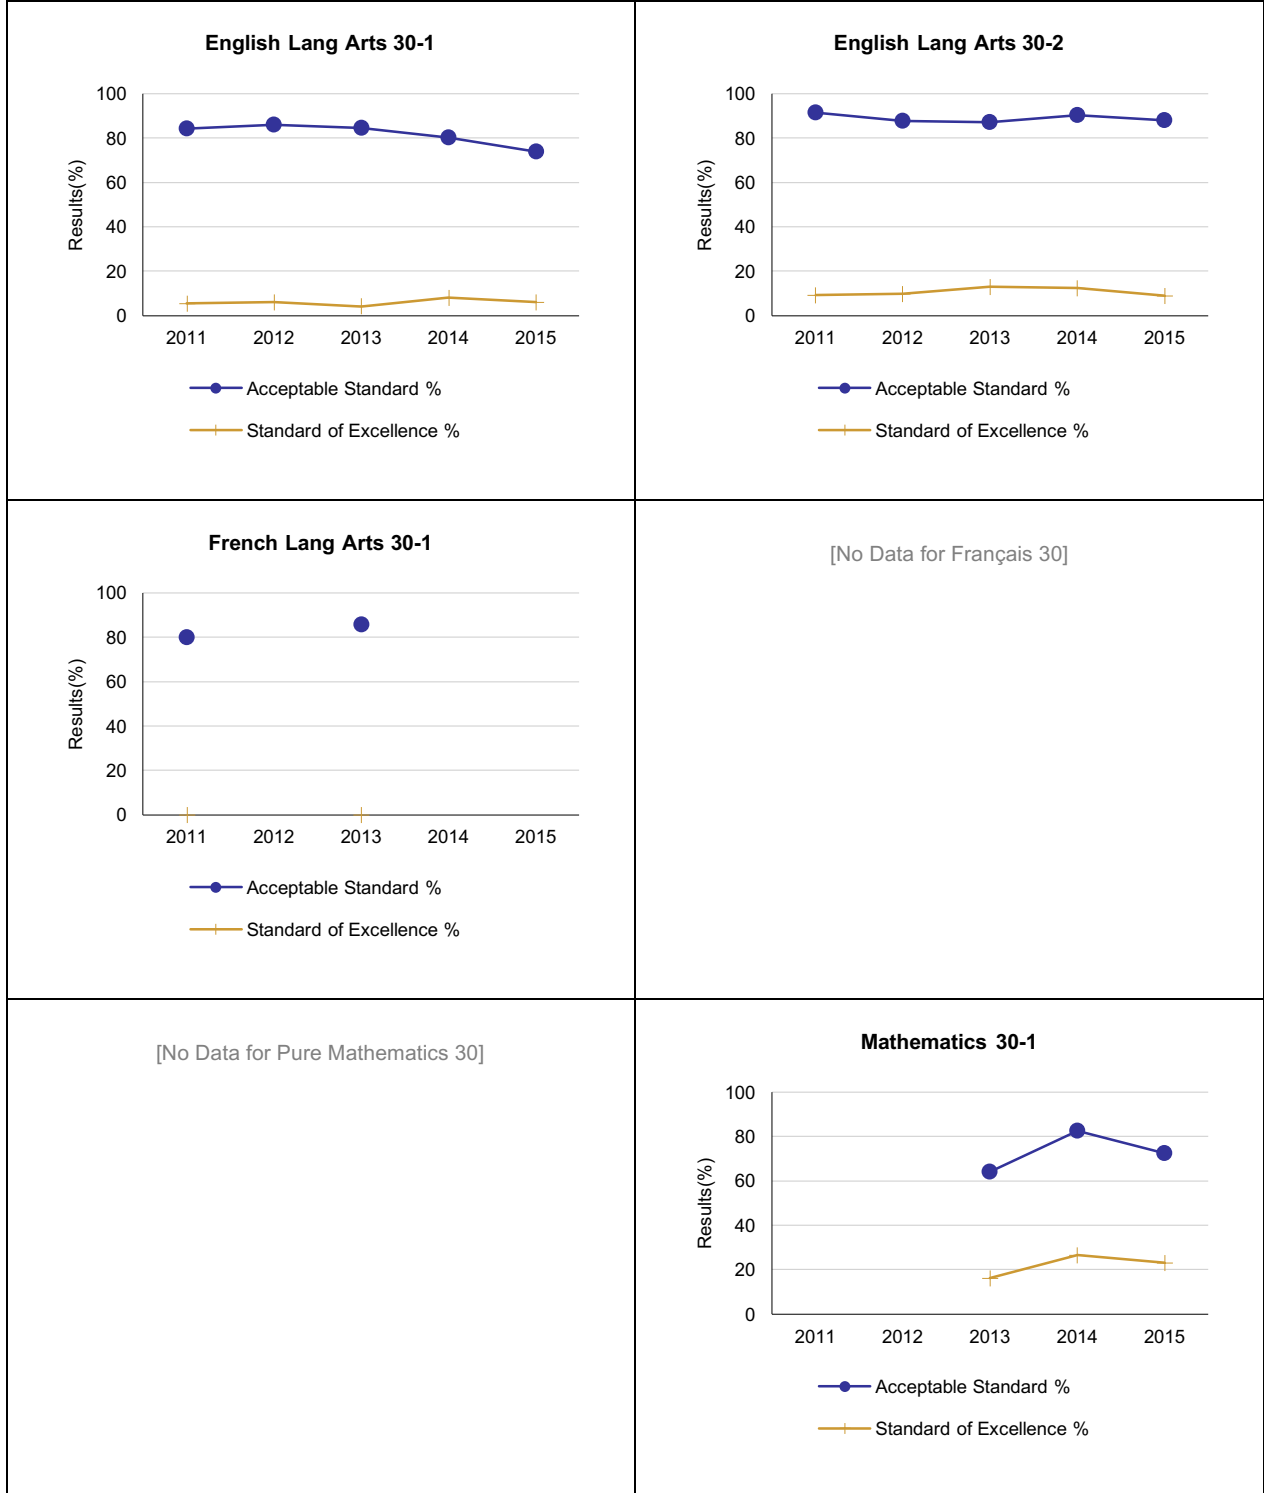 English Lang Arts 30-1
100
80
60
40
20
0
Results(%)
2011 2012 2013 2014 2015
Acceptable Standard %
Standard of Excellence %
English Lang Arts 30-2
100
80
60
40
20
0
Results(%)
2011 2012 2013 2014 2015
Acceptable Standard %
Standard of Excellence %
French Lang Arts 30-1
100
80
60
40
20
0
Results(%)
2011 2012 2013 2014 2015
Acceptable Standard %
Standard of Excellence %
[No Data for Français 30]
[No Data for Pure Mathematics 30]
Mathematics 30-1
100
80
60
40
20
0
Results(%)
2011 2012 2013 2014 2015
Acceptable Standard %
Standard of Excellence %